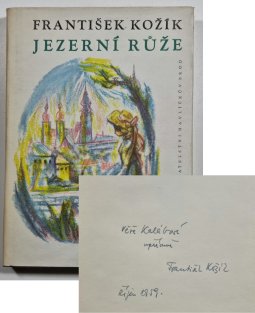 FRANTIŠEK KOŽÍK
JEZERNÍ RŮŽE
Věře Kalábové
upřímně
František Kožík
Říjen 1959.